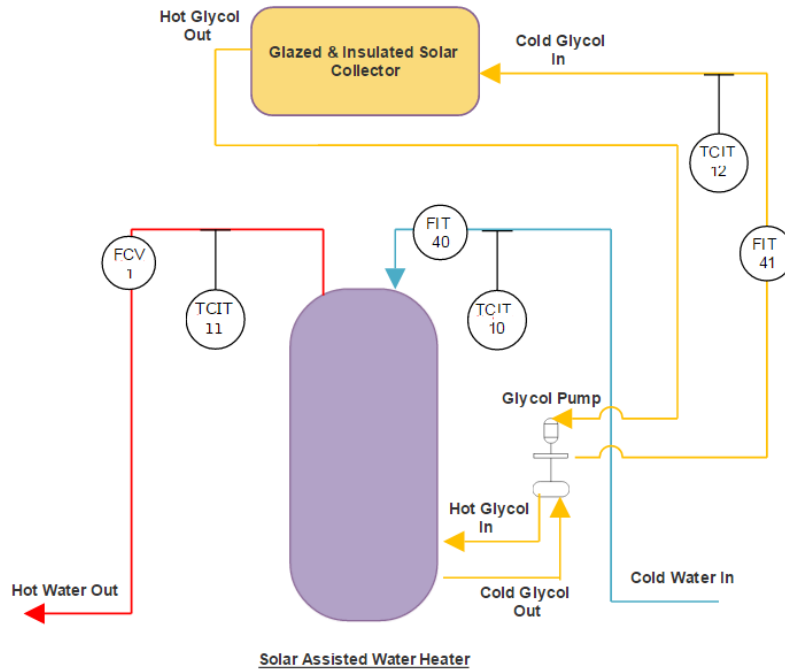 Hot Glycol
Out
Glazed & Insulated Solar
Collector
Cold Glycol
In
TCIT
12
FCV
1
TCIT
11
FIT
40
TCIT
10
FIT
41
Glycol Pump
Hot Glycol
In
Cold Glycol
Out
Hot Water Out
Cold Water In
Solar Assisted Water Heater